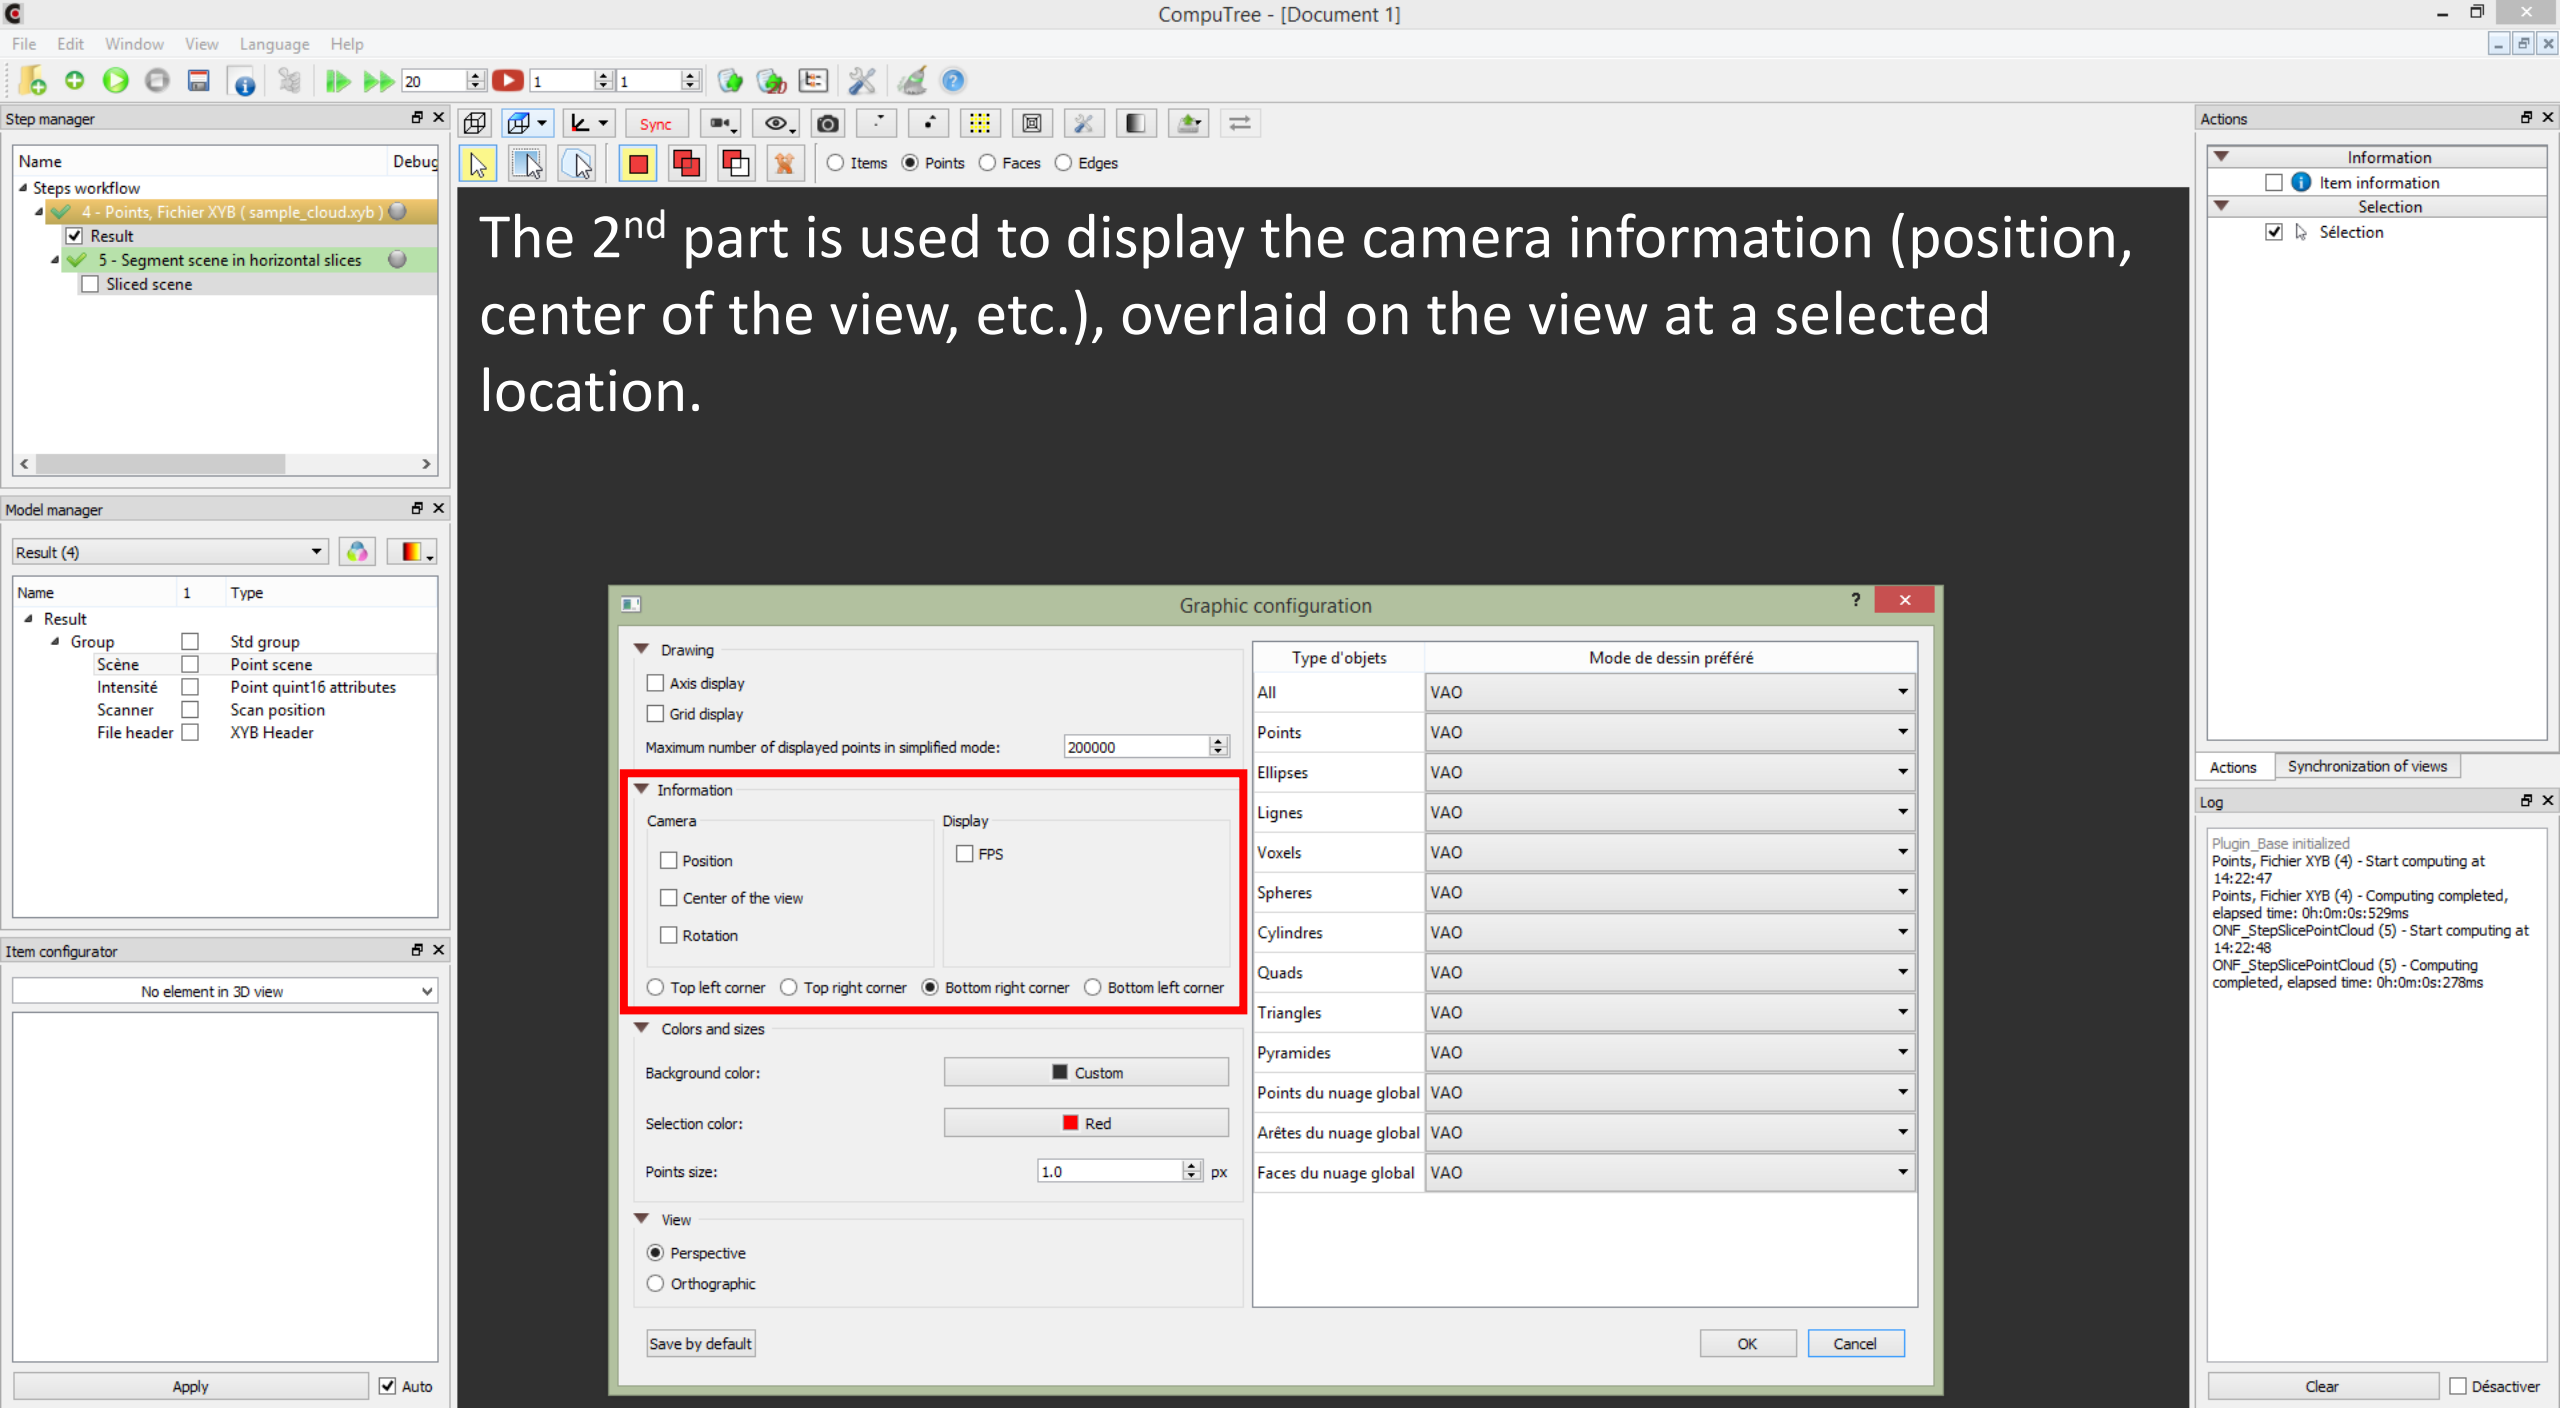 CompuTree - [Document 1]
File Edit Window View Language Help
20 1 1 2D
Step manager
Name Debug
Steps workflow
4 - Points, Fichier XYB ( sample_cloud.xyb )
Result
5 - Segment scene in horizontal slices
Sliced scene
Model manager
Result (4)
Name 1 Type
Result
Group Std group
Scène Point scene
Intensité Point quint16 attributes
Scanner Scan position
File header XYB Header
Item configurator
No element in 3D view
Apply Auto
Sync
Items Points Faces Edges
The 2nd part is used to display the camera information (position,
center of the view, etc.), overlaid on the view at a selected
location.
Graphic configuration
Drawing
Axis display
Grid display
Maximum number of displayed points in simplified mode: 200000
Information
Camera Display
Position FPS
Center of the view
Rotation
Top left corner Top right corner Bottom right corner Bottom left corner
Colors and sizes
Background color: Custom
Selection color: Red
Points size: 1.0 px
View
Perspective
Orthographic
Save by default
Type d'objets Mode de dessin préféré
All VAO
Points VAO
Ellipses VAO
Lignes VAO
Voxels VAO
Spheres VAO
Cylindres VAO
Quads VAO
Triangles VAO
Pyramides VAO
Points du nuage global VAO
Arêtes du nuage global VAO
Faces du nuage global VAO
OK Cancel
Actions
Information
Item information
Selection
Sélection
Actions Synchronization of views
Log
Plugin_Base initialized
Points, Fichier XYB (4) - Start computing at
14:22:47
Points, Fichier XYB (4) - Computing completed,
elapsed time: 0h:0m:0s:529ms
ONF_StepSlicePointCloud (5) - Start computing at
14:22:48
ONF_StepSlicePointCloud (5) - Computing
completed, elapsed time: 0h:0m:0s:278ms
Clear Désactiver